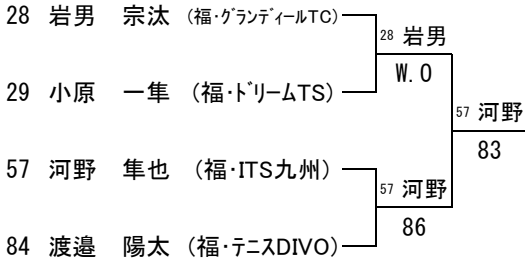 28 岩男 宗汰 (福・グランディールTC)
28 岩男
W.O
29 小原 一隼 (福・ドリームTS)
57 河野
83
57 河野 隼也 (福・ITS九州)
57 河野
86
84 渡邉 陽太 (福・テニスDIVO)